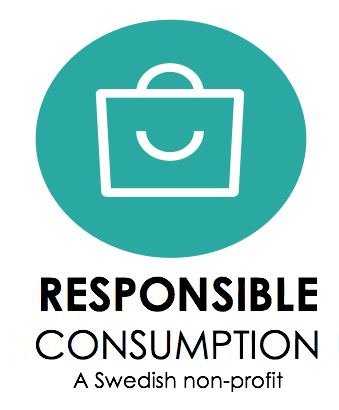 RESPONSIBLE
CONSUMPTION
A Swedish non-profit